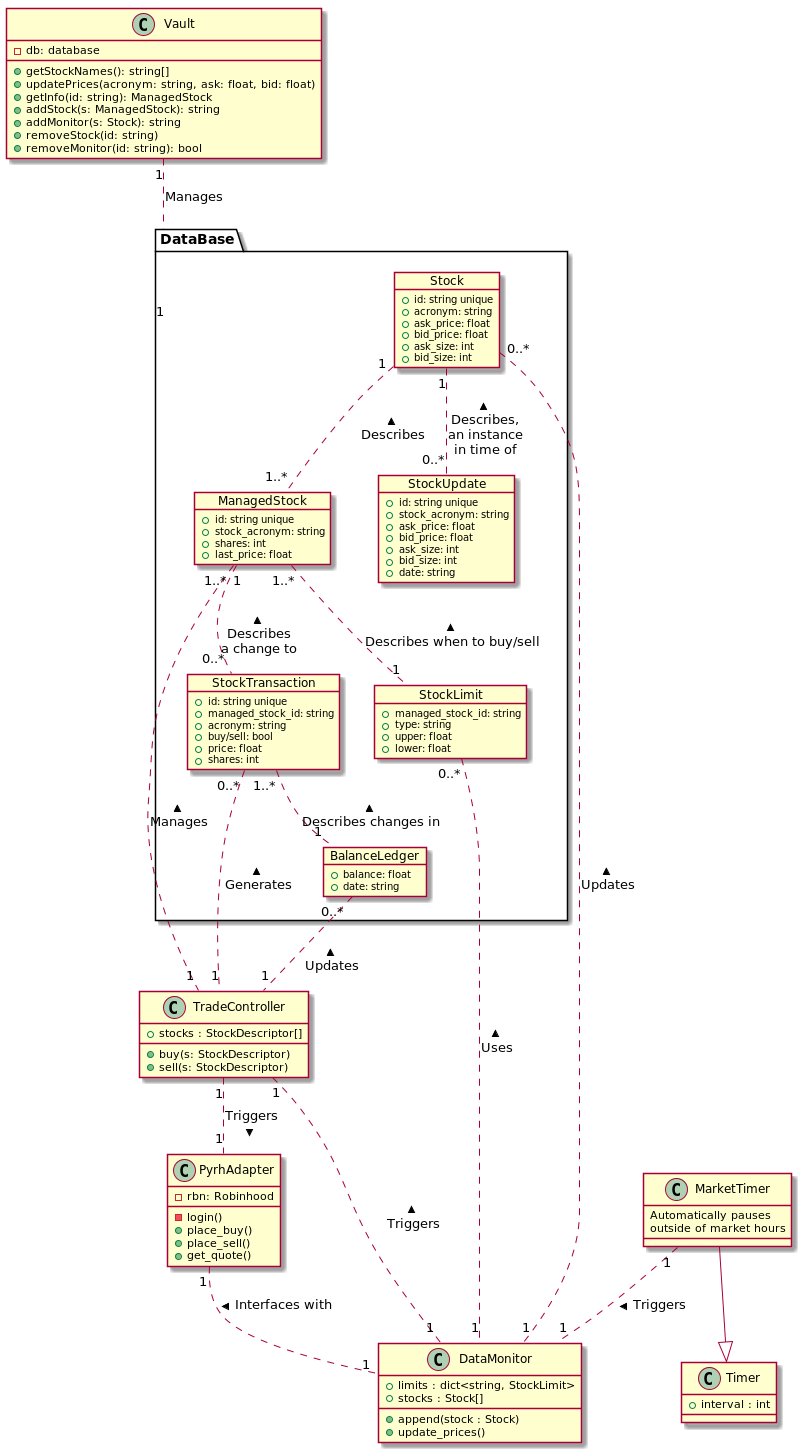 C Vault
db: database
getStockNames(): string[]
updatePrices(acronym: string, ask: float, bid: float)
getInfo(id: string): ManagedStock
addStock(s: ManagedStock): string
addMonitor(s: Stock): string
removeStock(id: string)
removeMonitor(id: string): bool
1
Manages
1
DataBase
Stock
id: string unique
acronym: string
ask_price: float
bid_price: float
ask_size: int
bid_size: int
1
▲
Describes
1..*
1
▲
Describes,
an instance
in time of
0..*
0..*
▲
Updates
1
ManagedStock
id: string unique
stock_acronym: string
shares: int
last_price: float
StockUpdate
id: string unique
stock_acronym: string
ask_price: float
bid_price: float
ask_size: int
bid_size: int
date: string
1..*
▲
Manages
1
1
▲
Describes
a change to
0..*
1..*
▲
Describes when to buy/sell
1
StockTransaction
id: string unique
managed_stock_id: string
acronym: string
buy/sell: bool
price: float
shares: int
StockLimit
managed_stock_id: string
type: string
upper: float
lower: float
0..*
▲
Generates
1
1..*
▲
Describes changes in
1
0..*
▲
Uses
1
BalanceLedger
balance: float
date: string
0..*
▲
Updates
1
C TradeController
stocks : StockDescriptor[]
buy(s: StockDescriptor)
sell(s: StockDescriptor)
1
Triggers
▼
1
1
▲
Triggers
1
C PyrhAdapter
rbn: Robinhood
login()
place_buy()
place_sell()
get_quote()
1
◄ Interfaces with
1
C MarketTimer
Automatically pauses
outside of market hours
1
◄ Triggers
1
C DataMonitor
limits : dict<string, StockLimit>
stocks : Stock[]
append(stock : Stock)
update_prices()
C Timer
interval : int